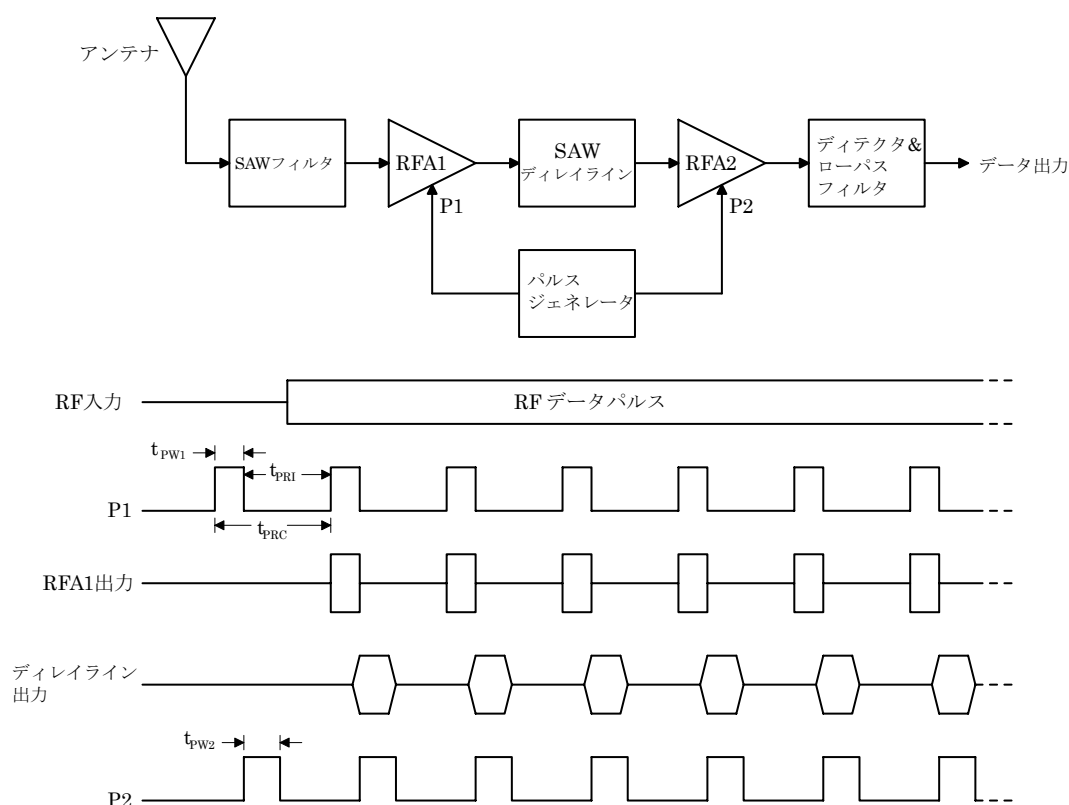 アンテナ
SAWフィルタ
RFA1
SAW
ディレイライン
RFA2
ディテクタ&
ローパス
フィルタ
データ出力
P1
P2
パルス
ジェネレータ
RF入力
RF データパルス
tPW1
tPRI
P1
tPRC
RFA1出力
ディレイライン
出力
tPW2
P2